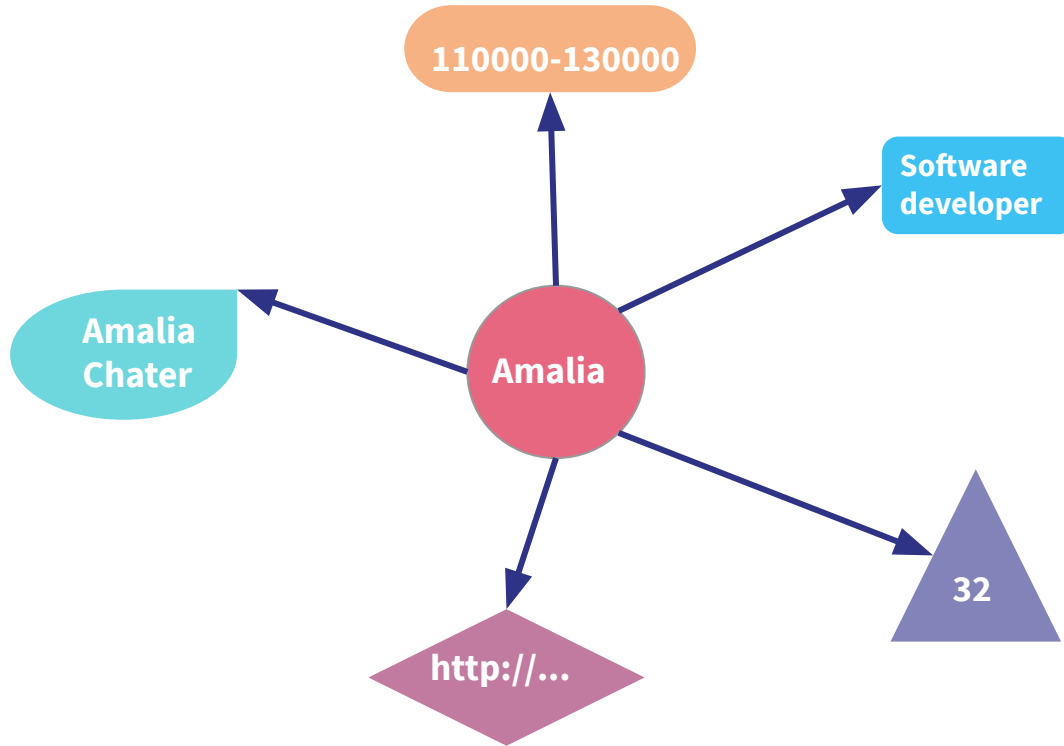 110000-130000
Software
developer
Amalia
Chater
Amalia
32
http://...